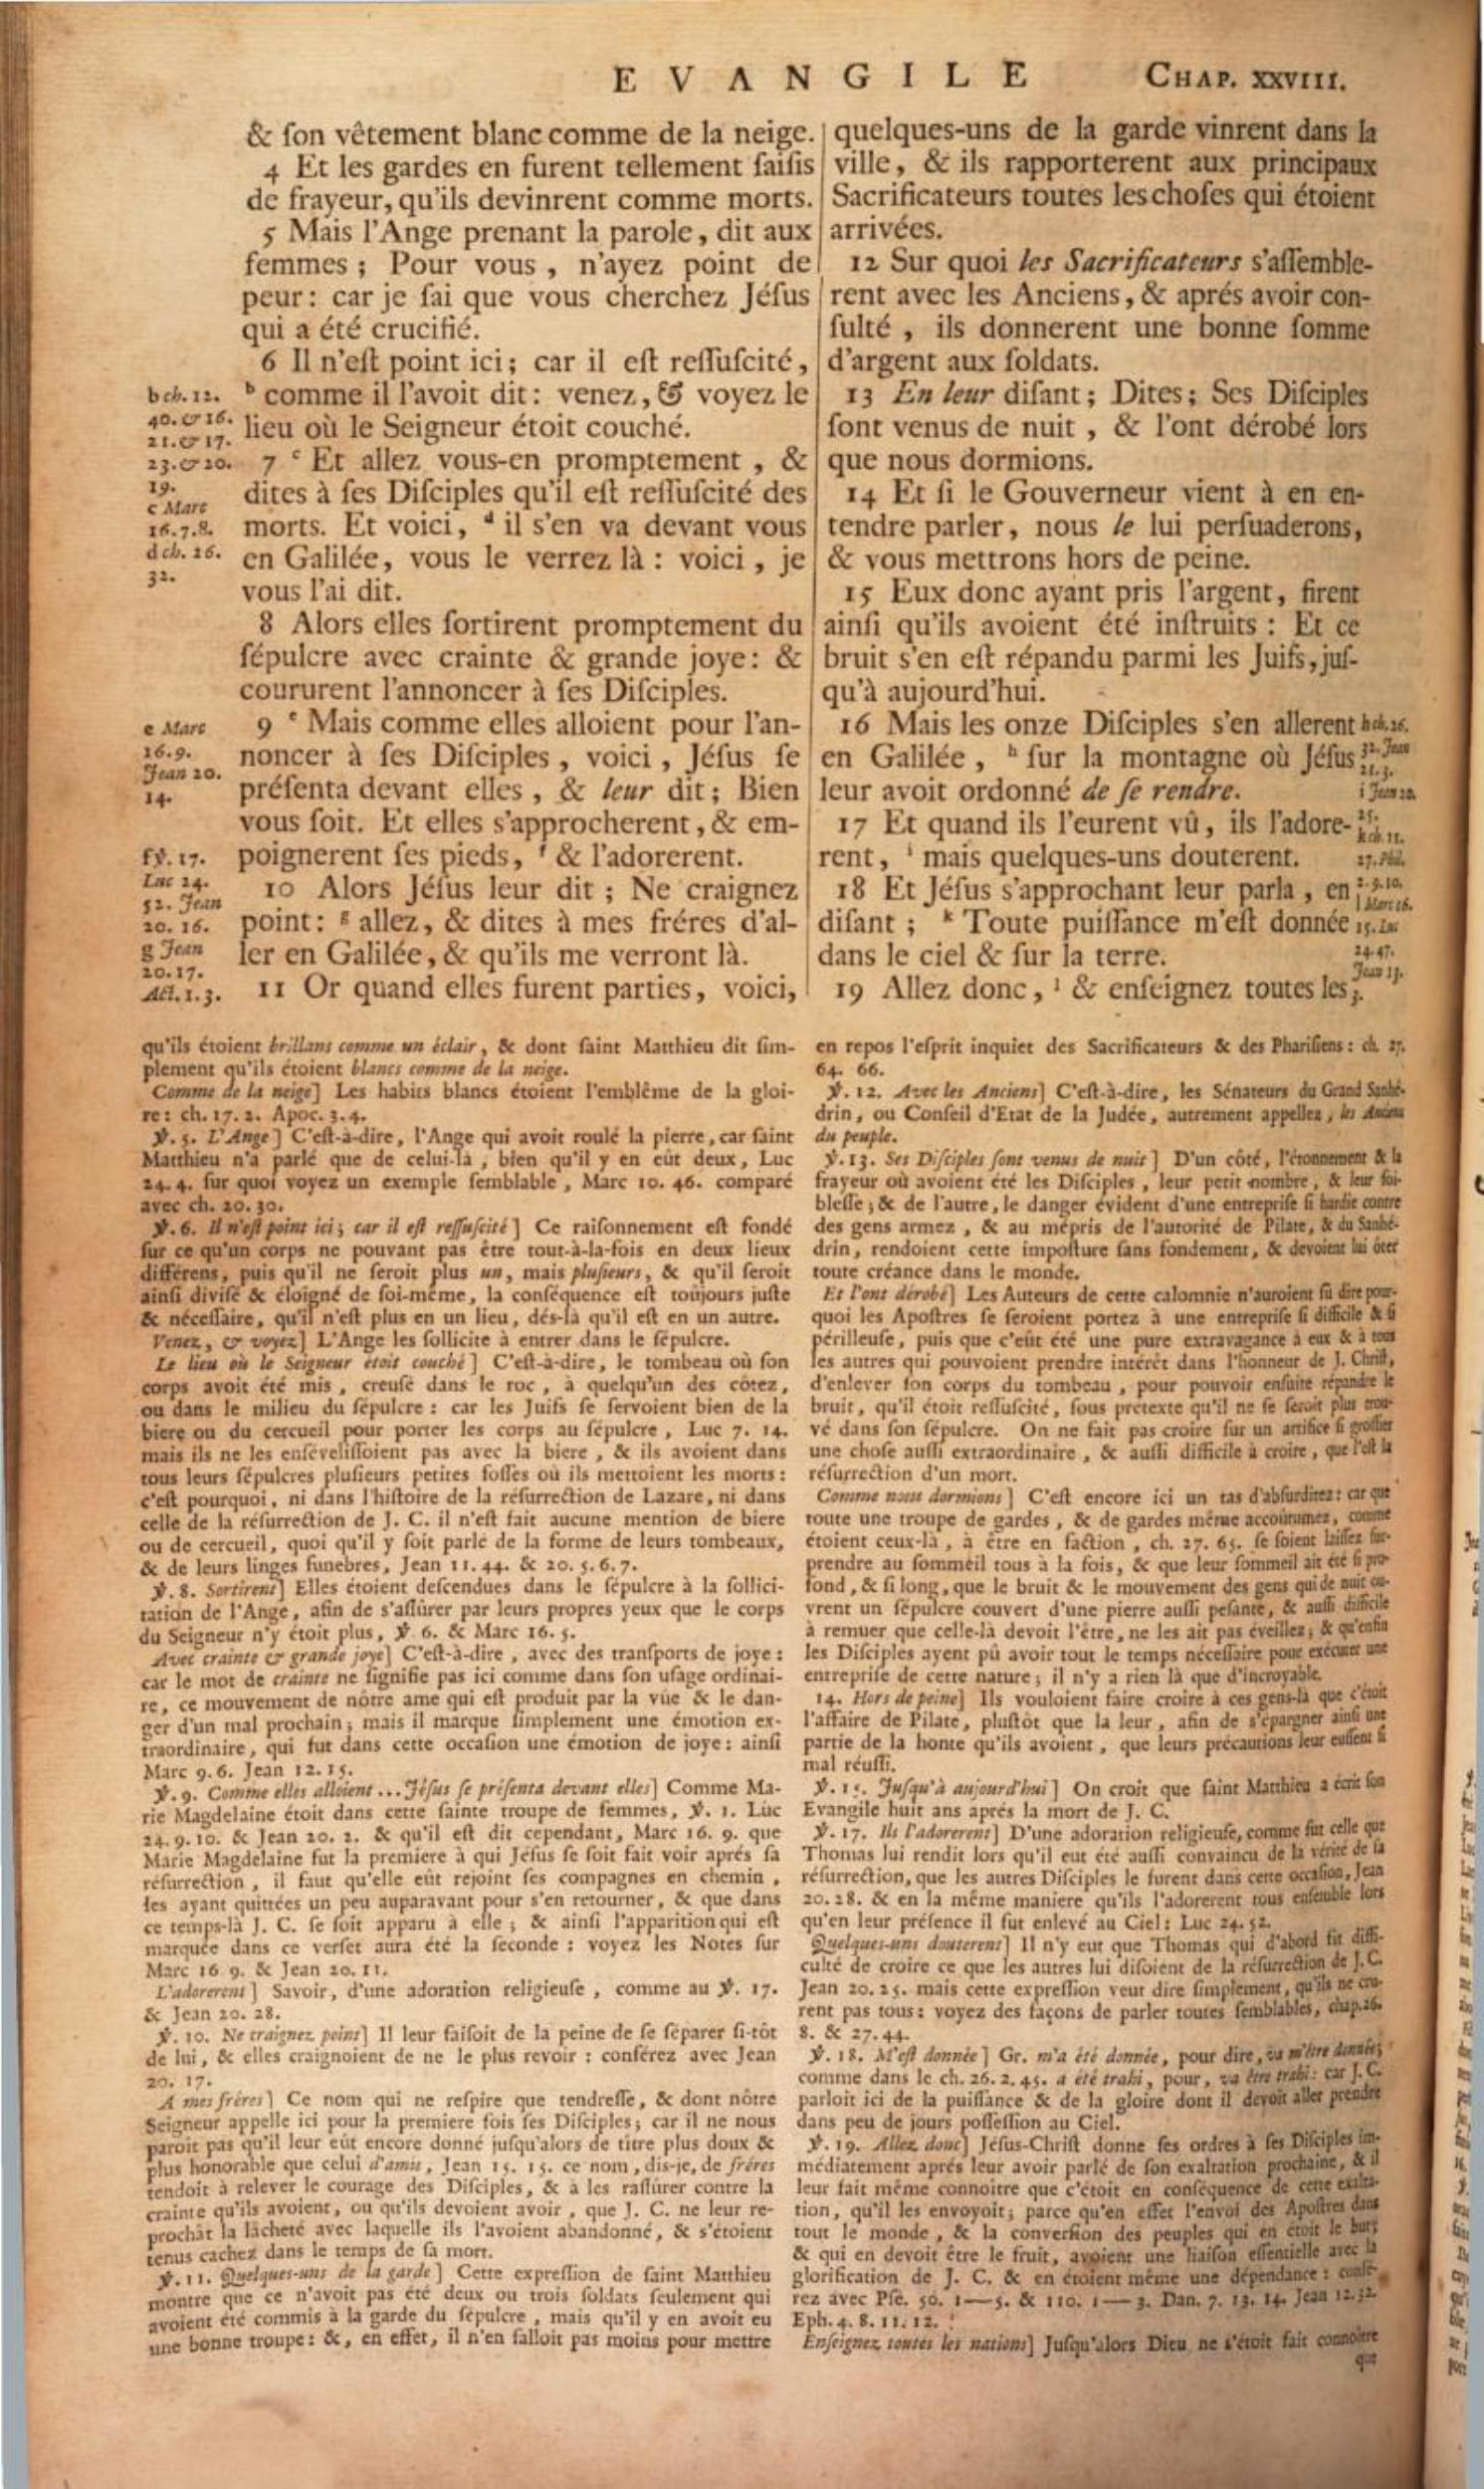 EVANGILE CHAP. XXVIII.
& ſon vêtement blanc comme de la neige.
4 Et les gardes en furent tellement ſaiſis
de frayeur, qu'ils devinrent comme morts.
5 Mais l'Ange prenant la parole, dit aux
femmes ; Pour vous, n'ayez point de
peur: car je ſai que vous cherchez Jéſus
qui a été crucifié.
6 Il n'eſt point ici; car il eſt reſſuſcité,
b comme il l'avoit dit: venez, & voyez le
lieu où le Seigneur étoit couché.
7 c Et allez vous-en promptement, &
dites à ſes Diſciples qu'il eſt reſſuſcité des
morts. Et voici, d il s'en va devant vous
en Galilée, vous le verrez là : voici, je
vous l'ai dit.
8 Alors elles ſortirent promptement du
ſépulcre avec crainte & grande joye: &
coururent l'annoncer à ſes Diſciples.
9 e Mais comme elles alloient pour l'an-
noncer à ſes Diſciples, voici, Jéſus ſe
préſenta devant elles, & leur dit; Bien
vous ſoit. Et elles s'approcherent, & em-
poignerent ſes pieds, f & l'adorerent.
10 Alors Jéſus leur dit ; Ne craignez
point: g allez, & dites à mes fréres d'al-
ler en Galilée, & qu'ils me verront là.
11 Or quand elles furent parties, voici,
b ch. 12.
40. & 16.
21. & 17.
23. & 20.
19.
c Marc
16. 7. 8.
d ch. 26.
32.
e Marc
16. 9.
Jean 20.
14.
f ℣. 17.
Luc 24.
52. Jean
20. 16.
g Jean
20. 17.
Act. 1. 3.
quelques-uns de la garde vinrent dans la
ville, & ils rapporterent aux principaux
Sacrificateurs toutes les choſes qui étoient
arrivées.
12 Sur quoi les Sacrificateurs s'aſſemble-
rent avec les Anciens, & aprés avoir con-
ſulté, ils donnerent une bonne ſomme
d'argent aux ſoldats.
13 En leur diſant; Dites; Ses Diſciples
ſont venus de nuit, & l'ont dérobé lors
que nous dormions.
14 Et ſi le Gouverneur vient à en en-
tendre parler, nous le lui perſuaderons,
& vous mettrons hors de peine.
15 Eux donc ayant pris l'argent, firent
ainſi qu'ils avoient été inſtruits : Et ce
bruit s'en eſt répandu parmi les Juifs, juſ-
qu'à aujourd'hui.
16 Mais les onze Diſciples s'en allerent
en Galilée, h ſur la montagne où Jéſus
leur avoit ordonné de ſe rendre.
17 Et quand ils l'eurent vû, ils l'adore-
rent, i mais quelques-uns douterent.
18 Et Jéſus s'approchant leur parla, en
diſant ; k Toute puiſſance m'eſt donnée
dans le ciel & ſur la terre.
19 Allez donc, l & enſeignez toutes les
h ch. 26.
32. Jean
21. 3.
i Jean 20.
25.
k ch. 11.
27. Phil.
2. 9. 10.
l Marc 16.
15. Luc
24. 47.
Jean 15.
qu'ils étoient brillans comme un éclair, & dont ſaint Matthieu dit ſim-
plement qu'ils étoient blancs comme de la neige.
Comme de la neige] Les habits blancs étoient l'emblême de la gloi-
re: ch. 17. 2. Apoc. 3. 4.
℣. 5. L'Ange] C'eſt-à-dire, l'Ange qui avoit roulé la pierre, car ſaint
Matthieu n'a parlé que de celui-là, bien qu'il y en eût deux, Luc
24. 4. ſur quoi voyez un exemple ſemblable, Marc 10. 46. comparé
avec ch. 20. 30.
℣. 6. Il n'eſt point ici; car il eſt reſſuſcité] Ce raiſonnement eſt fondé
ſur ce qu'un corps ne pouvant pas être tout-à-la-fois en deux lieux
différens, puis qu'il ne ſeroit plus un, mais pluſieurs, & qu'il ſeroit
ainſi diviſé & éloigné de ſoi-même, la conſéquence eſt toûjours juſte
& néceſſaire, qu'il n'eſt plus en un lieu, dés-là qu'il eſt en un autre.
Venez, & voyez] L'Ange les ſollicite à entrer dans le ſépulcre.
Le lieu où le Seigneur étoit couché] C'eſt-à-dire, le tombeau où ſon
corps avoit été mis, creuſé dans le roc, à quelqu'un des côtez,
ou dans le milieu du ſépulcre : car les Juifs ſe ſervoient bien de la
biere ou du cercueil pour porter les corps au ſépulcre, Luc 7. 14.
mais ils ne les enſéveliſſoient pas avec la biere, & ils avoient dans
tous leurs ſépulcres pluſieurs petites foſſes où ils mettoient les morts :
c'eſt pourquoi, ni dans l'hiſtoire de la réſurrection de Lazare, ni dans
celle de la réſurrection de J. C. il n'eſt fait aucune mention de biere
ou de cercueil, quoi qu'il y ſoit parlé de la forme de leurs tombeaux,
& de leurs linges funebres, Jean 11. 44. & 20. 5. 6. 7.
℣. 8. Sortirent] Elles étoient deſcendues dans le ſépulcre à la ſollici-
tation de l'Ange, afin de s'aſſûrer par leurs propres yeux que le corps
du Seigneur n'y étoit plus, ℣ 6. & Marc 16. 5.
Avec crainte & grande joye] C'eſt-à-dire, avec des tranſports de joye :
car le mot de crainte ne ſignifie pas ici comme dans ſon uſage ordinai-
re, ce mouvement de nôtre ame qui eſt produit par la vûe & le dan-
ger d'un mal prochain; mais il marque ſimplement une émotion ex-
traordinaire, qui fut dans cette occaſion une émotion de joye: ainſi
Marc 9. 6. Jean 12. 15.
℣. 9. Comme elles alloient ... Jéſus ſe préſenta devant elles] Comme Ma-
rie Magdelaine étoit dans cette ſainte troupe de femmes, ℣. 1. Luc
24. 9. 10. & Jean 20. 2. & qu'il eſt dit cependant, Marc 16. 9. que
Marie Magdelaine fut la premiere à qui Jéſus ſe ſoit fait voir aprés ſa
réſurrection, il faut qu'elle eût rejoint ſes compagnes en chemin,
les ayant quittées un peu auparavant pour s'en retourner, & que dans
ce temps-là J. C. ſe ſoit apparu à elle ; & ainſi l'apparition qui eſt
marquée dans ce verſet aura été la ſeconde : voyez les Notes ſur
Marc 16 9. & Jean 20. 11.
L'adorerent] Savoir, d'une adoration religieuſe, comme au ℣. 17.
& Jean 20. 28.
℣. 10. Ne craignez point] Il leur faiſoit de la peine de ſe ſéparer ſi-tôt
de lui, & elles craignoient de ne le plus revoir : conférez avec Jean
20. 17.
A mes fréres] Ce nom qui ne reſpire que tendreſſe, & dont nôtre
Seigneur appelle ici pour la premiere fois ſes Diſciples; car il ne nous
paroît pas qu'il leur eût encore donné juſqu'alors de titre plus doux &
plus honorable que celui d'amis, Jean 15. 15. ce nom, dis-je, de fréres
tendoit à relever le courage des Diſciples, & à les raſſûrer contre la
crainte qu'ils avoient, ou qu'ils devoient avoir, que J. C. ne leur re-
prochât la lâcheté avec laquelle ils l'avoient abandonné, & s'étoient
tenus cachez dans le temps de ſa mort.
℣. 11. Quelques-uns de la garde] Cette expreſſion de ſaint Matthieu
montre que ce n'avoit pas été deux ou trois ſoldats ſeulement qui
avoient été commis à la garde du ſépulcre, mais qu'il y en avoit eu
une bonne troupe: &, en effet, il n'en falloit pas moins pour mettre
en repos l'eſprit inquiet des Sacrificateurs & des Phariſiens : ch. 27.
64. 66.
℣. 12. Avec les Anciens] C'eſt-à-dire, les Sénateurs du Grand Sanhé-
drin, ou Conſeil d'Etat de la Judée, autrement appellez, les Anciens
du peuple.
℣. 13. Ses Diſciples ſont venus de nuit] D'un côté, l'étonnement & la
frayeur où avoient été les Diſciples, leur petit nombre, & leur foi-
bleſſe ; & de l'autre, le danger évident d'une entrepriſe ſi hardie contre
des gens armez, & au mépris de l'autorité de Pilate, & du Sanhé-
drin, rendoient cette impoſture ſans fondement, & devoient lui ôter
toute créance dans le monde.
Et l'ont dérobé] Les Auteurs de cette calomnie n'auroient ſû dire pour-
quoi les Apoſtres ſe ſeroient portez à une entrepriſe ſi difficile & ſi
périlleuſe, puis que c'eût été une pure extravagance à eux & à tous
les autres qui pouvoient prendre intérêt dans l'honneur de J. Chriſt,
d'enlever ſon corps du tombeau, pour pouvoir enſuite répandre le
bruit, qu'il étoit reſſuſcité, ſous prétexte qu'il ne ſe ſeroit plus trou-
vé dans ſon ſépulcre. On ne fait pas croire ſur un artifice ſi groſſier
une choſe auſſi extraordinaire, & auſſi difficile à croire, que l'eſt la
réſurrection d'un mort.
Comme nous dormions] C'eſt encore ici un tas d'abſurditez: car que
toute une troupe de gardes, & de gardes même accoûtumez, comme
étoient ceux-là, à être en faction, ch. 27. 65. ſe ſoient laiſſez ſur-
prendre au ſommeil tous à la fois, & que leur ſommeil ait été ſi pro-
fond, & ſi long, que le bruit & le mouvement des gens qui de nuit ou-
vrent un ſépulcre couvert d'une pierre auſſi peſante, & auſſi difficile
à remuer que celle-là devoit l'être, ne les ait pas éveillez; & qu'enfin
les Diſciples ayent pû avoir tout le temps néceſſaire pour exécuter une
entrepriſe de cette nature; il n'y a rien là que d'incroyable.
14. Hors de peine] Ils vouloient faire croire à ces gens-là que c'étoit
l'affaire de Pilate, pluſtôt que la leur, afin de s'épargner ainſi une
partie de la honte qu'ils avoient, que leurs précautions leur euſſent ſi
mal réuſſi.
℣. 15. Juſqu'à aujourd'hui] On croit que ſaint Matthieu a écrit ſon
Evangile huit ans aprés la mort de J. C.
℣. 17. Ils l'adorerent] D'une adoration religieuſe, comme fut celle que
Thomas lui rendit lors qu'il eut été auſſi convaincu de la vérité de ſa
réſurrection, que les autres Diſciples le furent dans cette occaſion, Jean
20. 28. & en la même maniere qu'ils l'adorerent tous enſemble lors
qu'en leur préſence il fut enlevé au Ciel: Luc 24. 52.
Quelques-uns douterent] Il n'y eut que Thomas qui d'abord fit diffi-
culté de croire ce que les autres lui diſoient de la réſurrection de J. C.
Jean 20. 25. mais cette expreſſion veut dire ſimplement, qu'ils ne cru-
rent pas tous: voyez des façons de parler toutes ſemblables, chap. 26.
8. & 27. 44.
℣. 18. M'eſt donnée] Gr. m'a été donnée, pour dire, va m'être donnée;
comme dans le ch. 26. 2. 45. a été trahi, pour, va être trahi: car J. C.
parloit ici de la puiſſance & de la gloire dont il devoit aller prendre
dans peu de jours poſſeſſion au Ciel.
℣. 19. Allez donc] Jéſus-Chriſt donne ſes ordres à ſes Diſciples im-
médiatement aprés leur avoir parlé de ſon exaltation prochaine, & il
leur fait même connoître que c'étoit en conſéquence de cette exalta-
tion, qu'il les envoyoit; parce qu'en effet l'envoi des Apoſtres dans
tout le monde, & la converſion des peuples qui en étoit le but,
& qui en devoit être le fruit, avoient une liaiſon eſſentielle avec la
glorification de J. C. & en étoient même une dépendance : confé-
rez avec Pſe. 50. 1—5. & 110. 1—3. Dan. 7. 13. 14. Jean 12. 32.
Eph. 4. 8. 11. 12.
Enſeignez toutes les nations] Juſqu'alors Dieu ne s'étoit fait connoître
que